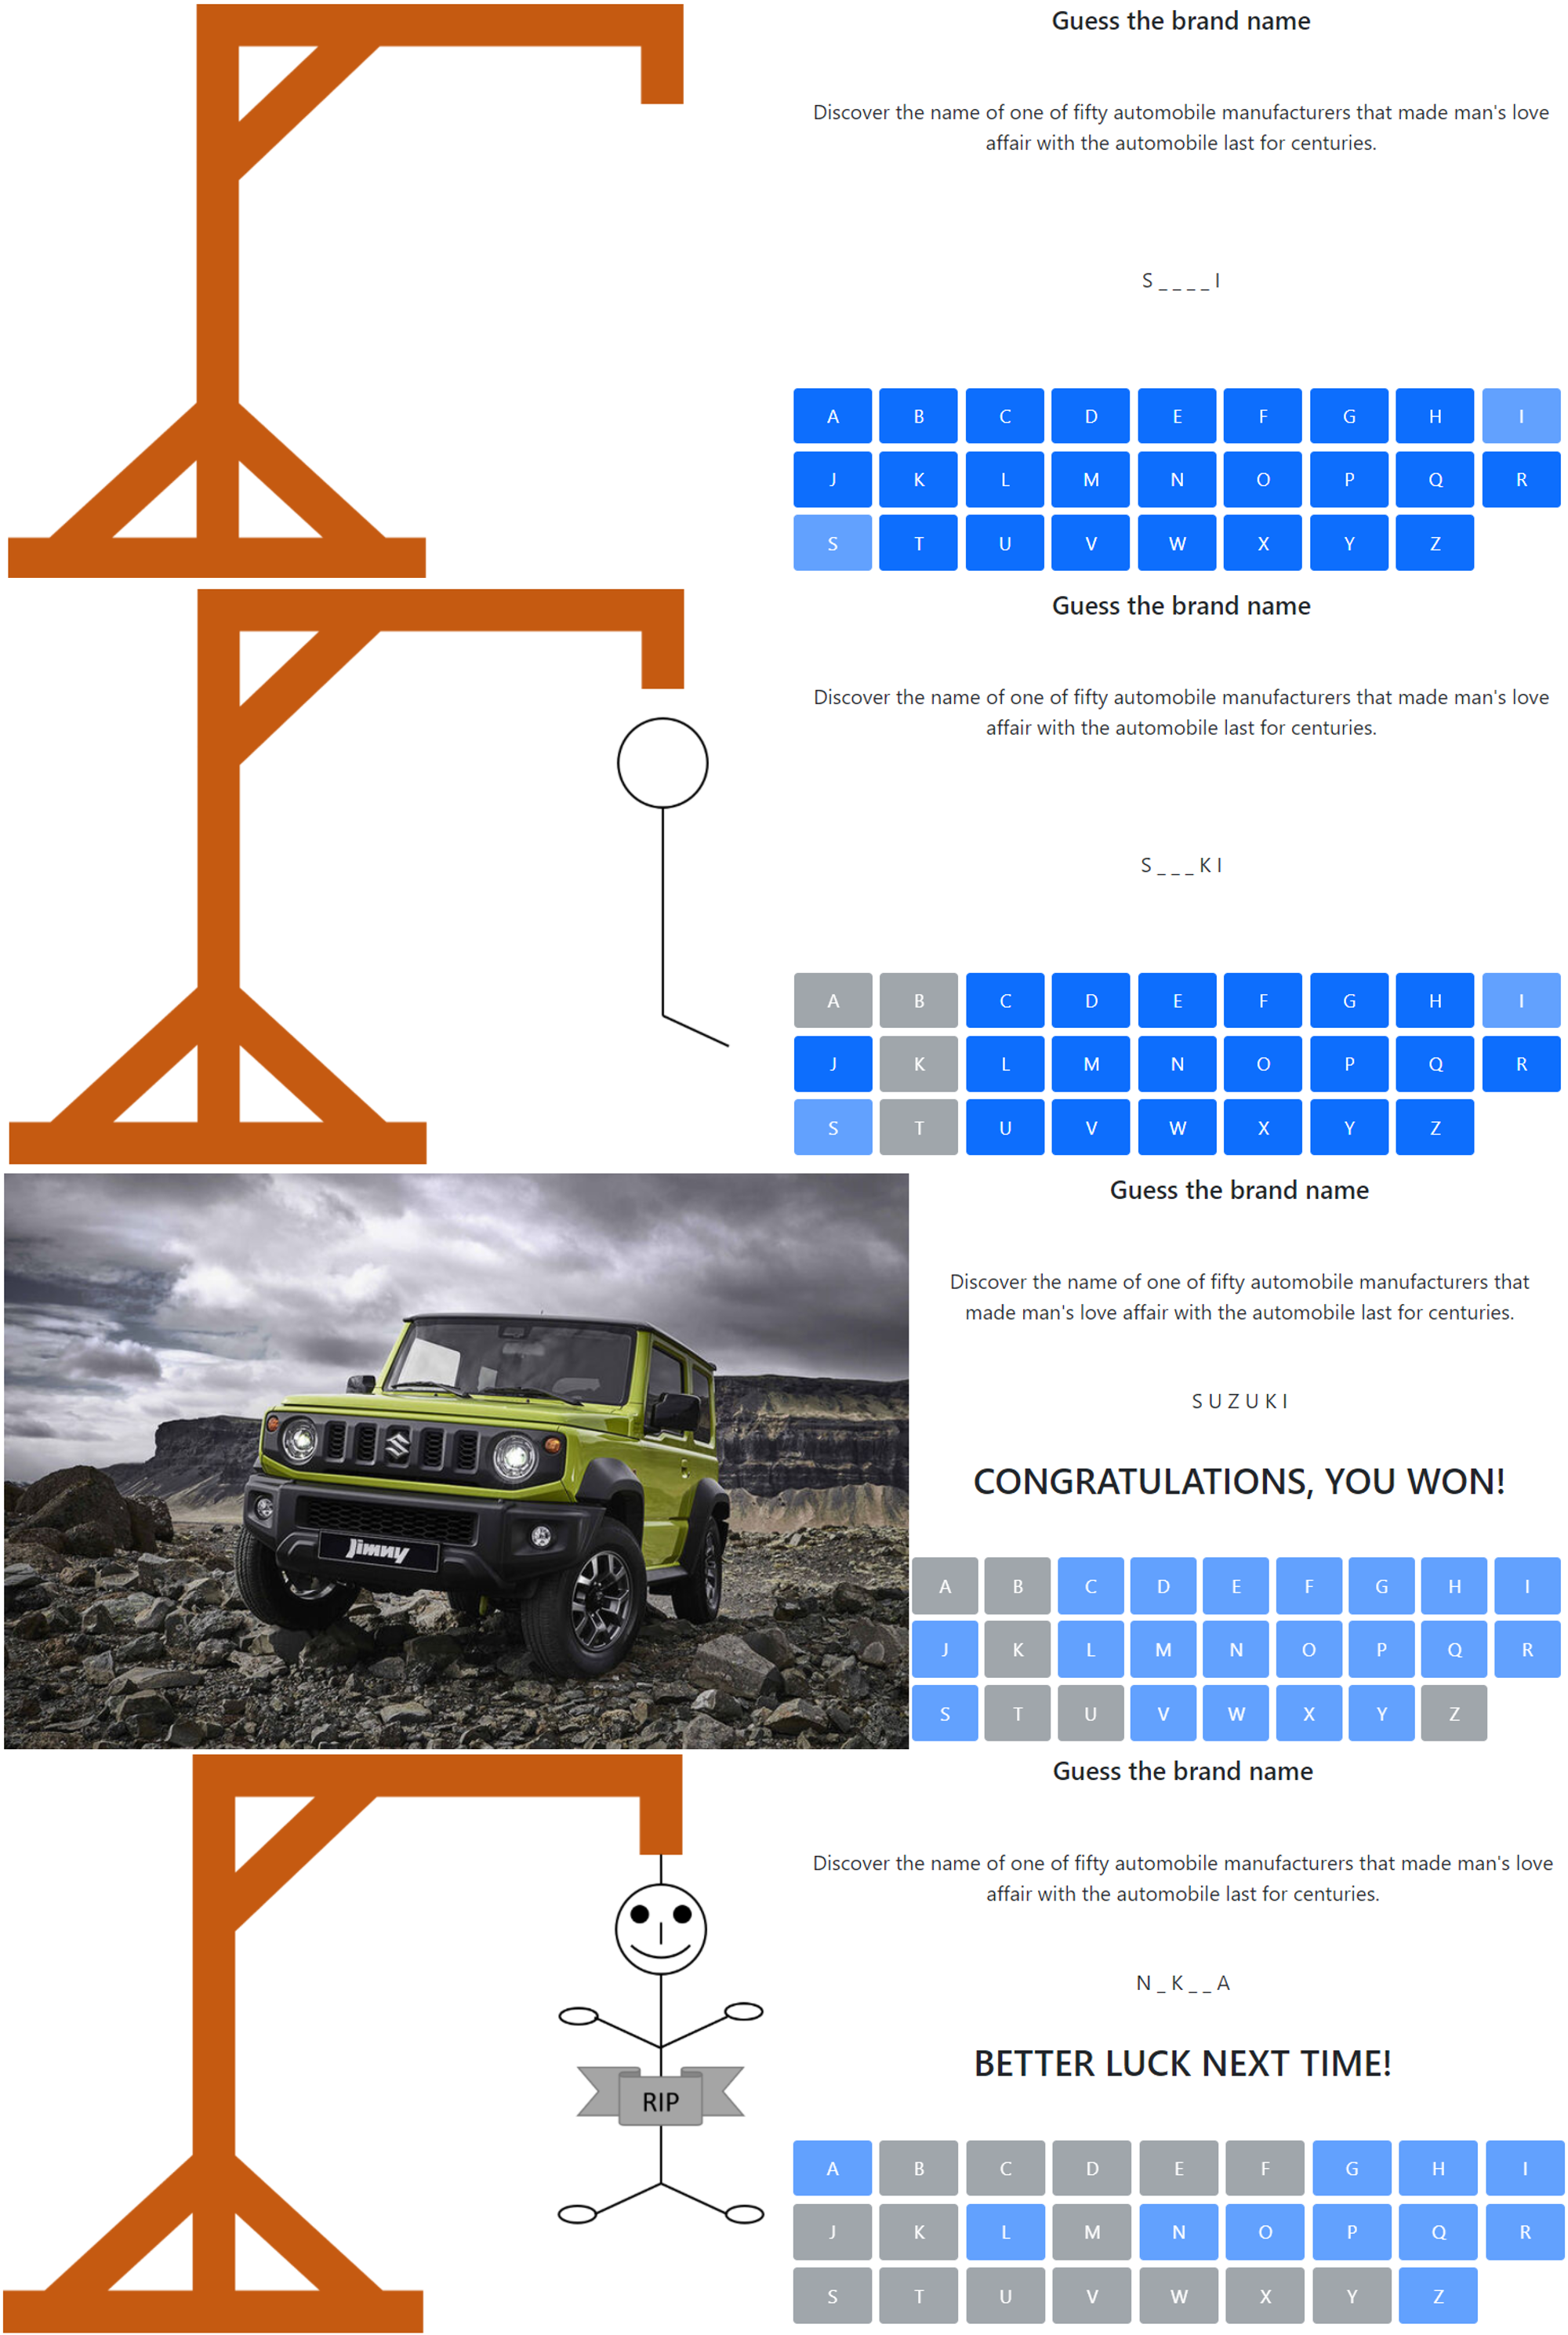 Guess the brand name
Discover the name of one of fifty automobile manufacturers that made man's love
affair with the automobile last for centuries.
S _ _ _ _ I
A B C D E F G H I
J K L M N O P Q R
S T U V W X Y Z
Guess the brand name
Discover the name of one of fifty automobile manufacturers that made man's love
affair with the automobile last for centuries.
S _ _ _ K I
A B C D E F G H I
J K L M N O P Q R
S T U V W X Y Z
Jimny
Guess the brand name
Discover the name of one of fifty automobile manufacturers that
made man's love affair with the automobile last for centuries.
S U Z U K I
CONGRATULATIONS, YOU WON!
A B C D E F G H I
J K L M N O P Q R
S T U V W X Y Z
RIP
Guess the brand name
Discover the name of one of fifty automobile manufacturers that made man's love
affair with the automobile last for centuries.
N _ K _ _ A
BETTER LUCK NEXT TIME!
A B C D E F G H I
J K L M N O P Q R
S T U V W X Y Z